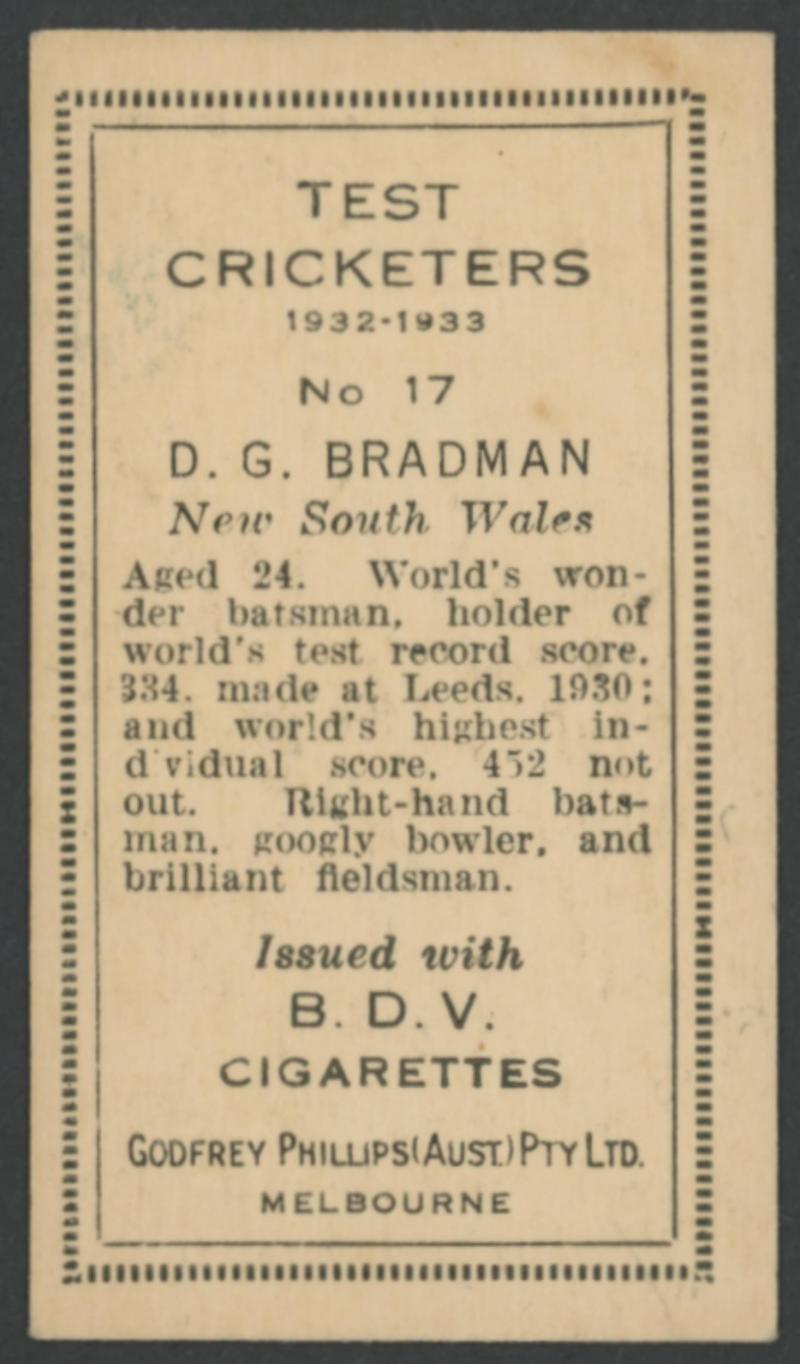 TEST
CRICKETERS
1932-1933
No 17
D. G. BRADMAN
New South Wales
Aged 24. World's won-
der batsman, holder of
world's test record score,
334, made at Leeds, 1930;
and world's highest in-
dividual score, 452 not
out. Right-hand bats-
man, googly bowler, and
brilliant fieldsman.
Issued with
B. D. V.
CIGARETTES
GODFREY PHILLIPS (AUST.) PTY LTD.
MELBOURNE